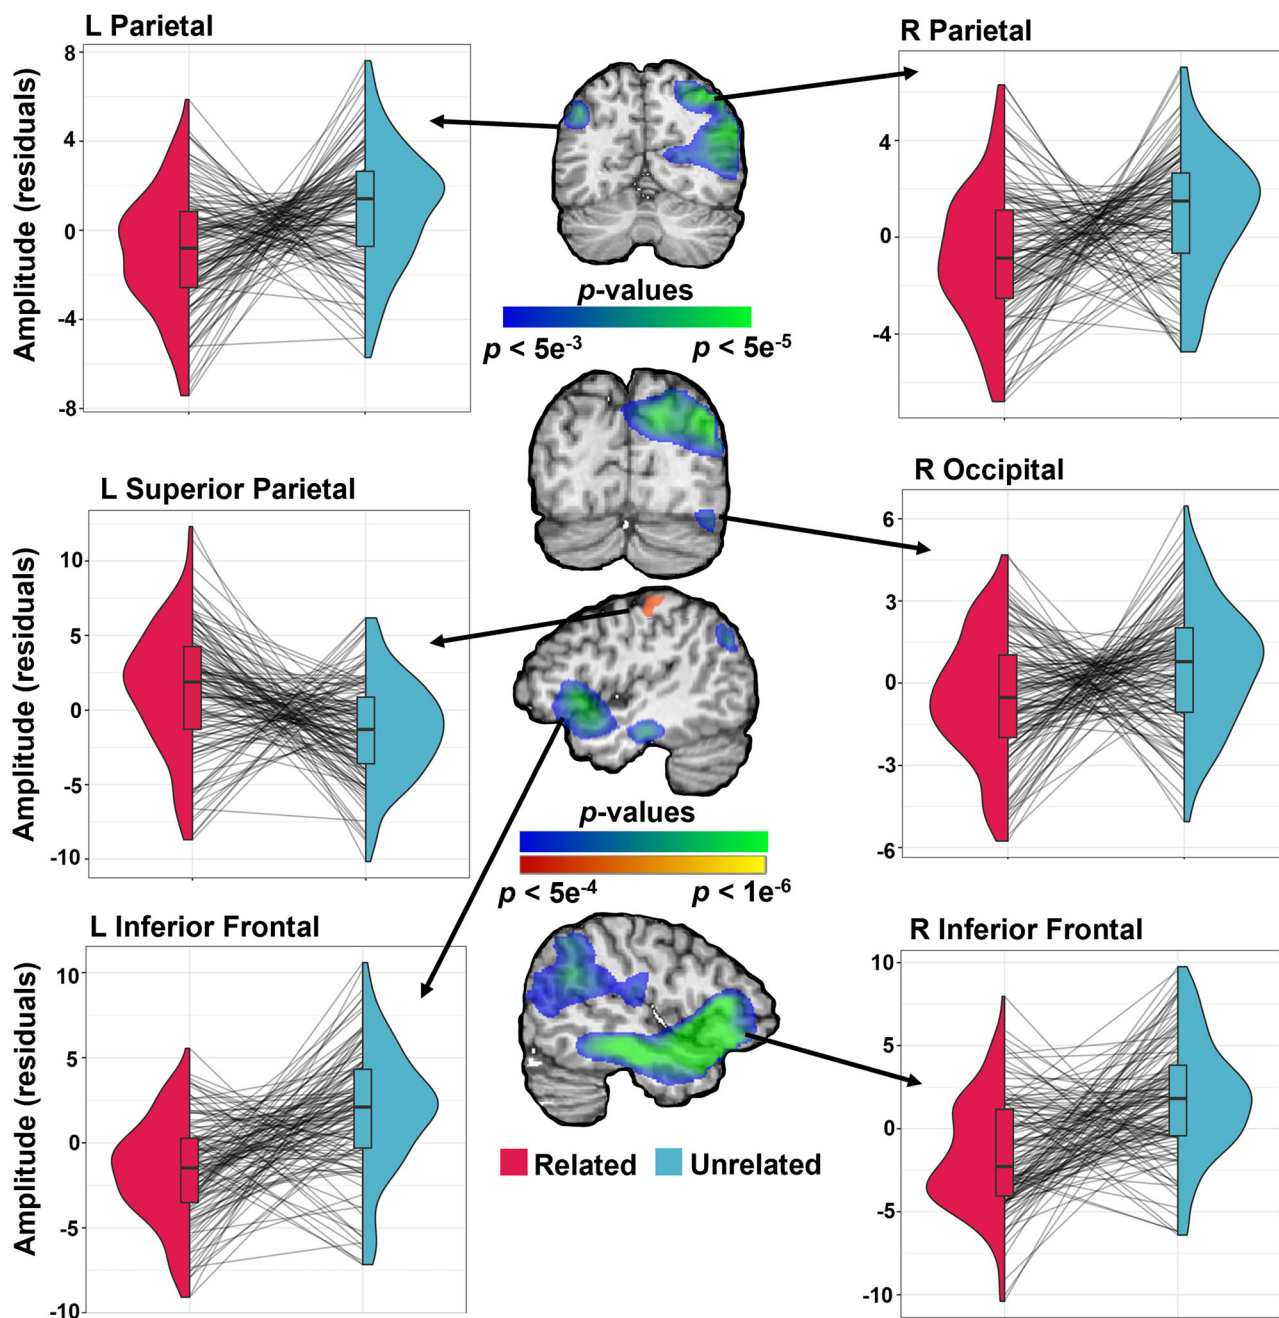 L Parietal
Amplitude (residuals)
8
4
0
-4
-8
R Parietal
4
0
-4
p-values
p < 5e-3
p < 5e-5
L Superior Parietal
Amplitude (residuals)
10
5
0
-5
-10
R Occipital
6
3
0
-3
-6
p-values
p < 5e-4
p < 1e-6
L Inferior Frontal
Amplitude (residuals)
10
5
0
-5
-10
R Inferior Frontal
10
5
0
-5
-10
Related
Unrelated